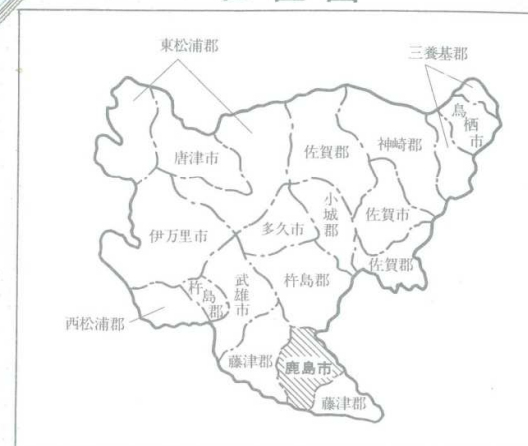 東松浦郡
三養基郡
鳥栖市
唐津市
佐賀郡
神崎郡
伊万里市
多久市
小城郡
佐賀市
佐賀郡
杵島郡
武雄市
杵島郡
西松浦郡
藤津郡
鹿島市
藤津郡